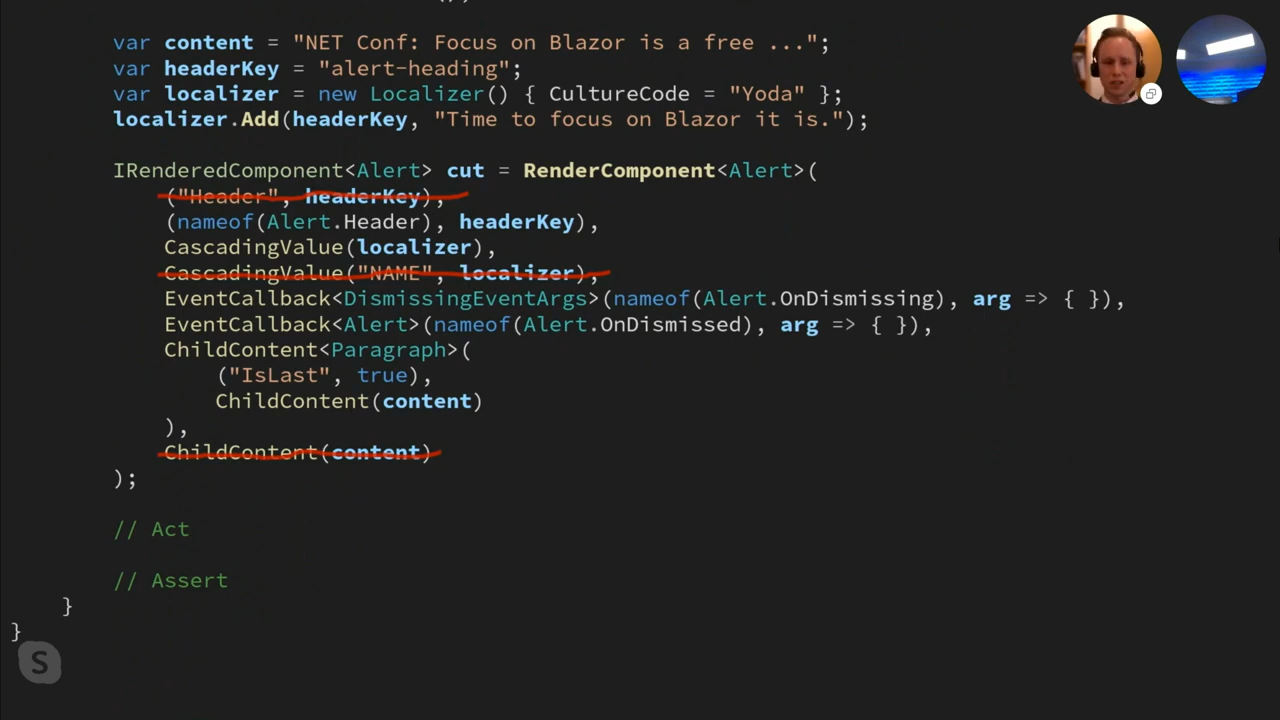 var content = "NET Conf: Focus on Blazor is a free ...";
var headerKey = "alert-heading";
var localizer = new Localizer() { CultureCode = "Yoda" };
localizer.Add(headerKey, "Time to focus on Blazor it is.");
IRenderedComponent<Alert> cut = RenderComponent<Alert>(
("Header", headerKey),
(nameof(Alert.Header), headerKey),
CascadingValue(localizer),
CascadingValue("NAME", localizer),
EventCallback<DismissingEventArgs>(nameof(Alert.OnDismissing), arg => { }),
EventCallback<Alert>(nameof(Alert.OnDismissed), arg => { }),
ChildContent<Paragraph>(
("IsLast", true),
ChildContent(content)
),
ChildContent(content)
);
// Act
// Assert
}
}
S